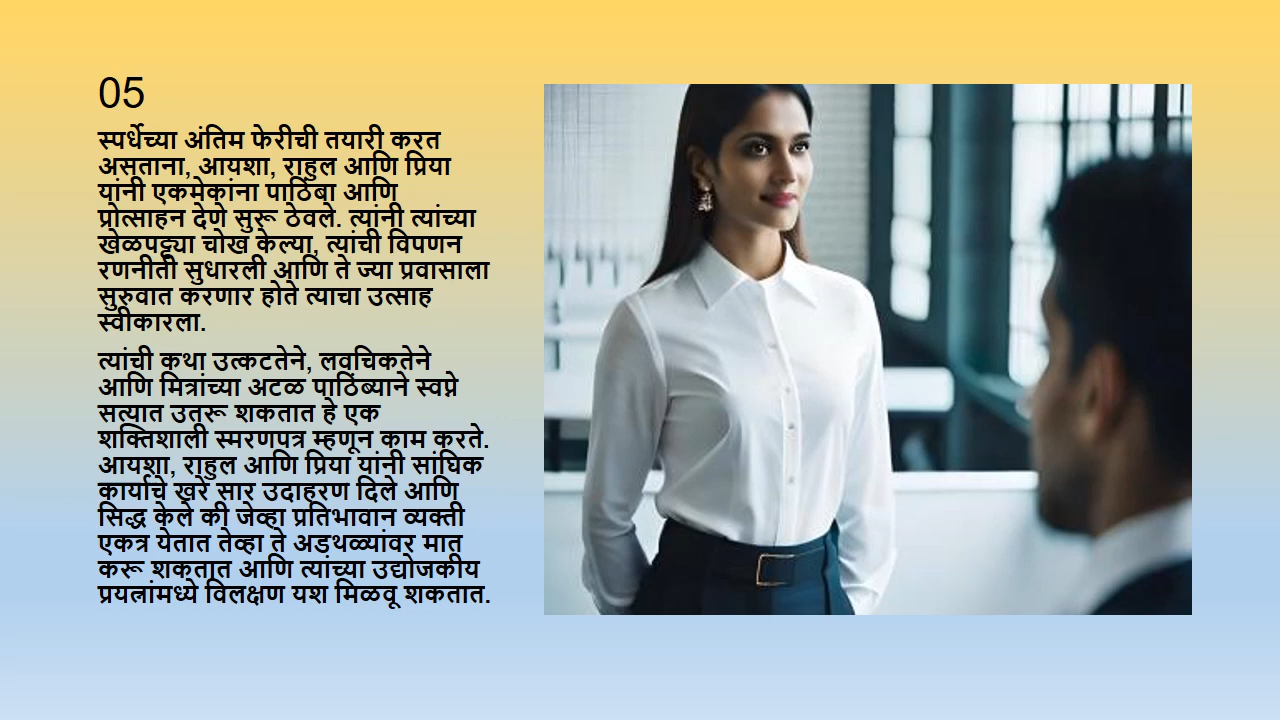 05
स्पर्धेच्या अंतिम फेरीची तयारी करत
असताना, आयशा, राहुल आणि प्रिया
यांनी एकमेकांना पाठिंबा आणि
प्रोत्साहन देणे सुरू ठेवले. त्यांनी त्यांच्या
खेळपट्ट्या चोख केल्या, त्यांची विपणन
रणनीती सुधारली आणि ते ज्या प्रवासाला
सुरुवात करणार होते त्याचा उत्साह
स्वीकारला.
त्यांची कथा उत्कटतेने, लवचिकतेने
आणि मित्रांच्या अटळ पाठिंब्याने स्वप्ने
सत्यात उतरू शकतात हे एक
शक्तिशाली स्मरणपत्र म्हणून काम करते.
आयशा, राहुल आणि प्रिया यांनी सांघिक
कार्याचे खरे सार उदाहरण दिले आणि
सिद्ध केले की जेव्हा प्रतिभावान व्यक्ती
एकत्र येतात तेव्हा ते अडथळ्यांवर मात
करू शकतात आणि त्यांच्या उद्योजकीय
प्रयत्नांमध्ये विलक्षण यश मिळवू शकतात.